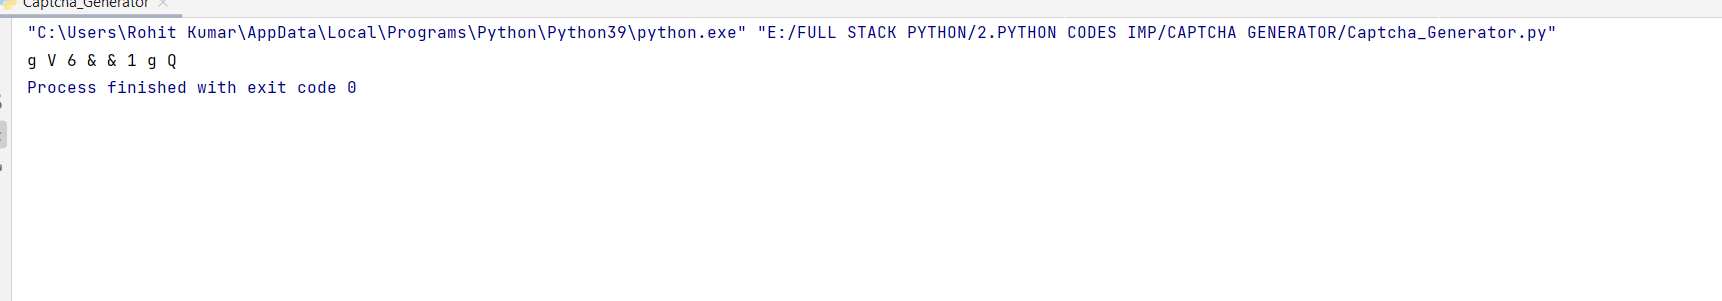 Captcha_Generator
"C:\Users\Rohit Kumar\AppData\Local\Programs\Python\Python39\python.exe" "E:/FULL STACK PYTHON/2.PYTHON CODES IMP/CAPTCHA GENERATOR/Captcha_Generator.py"
g V 6 & & 1 g Q
Process finished with exit code 0